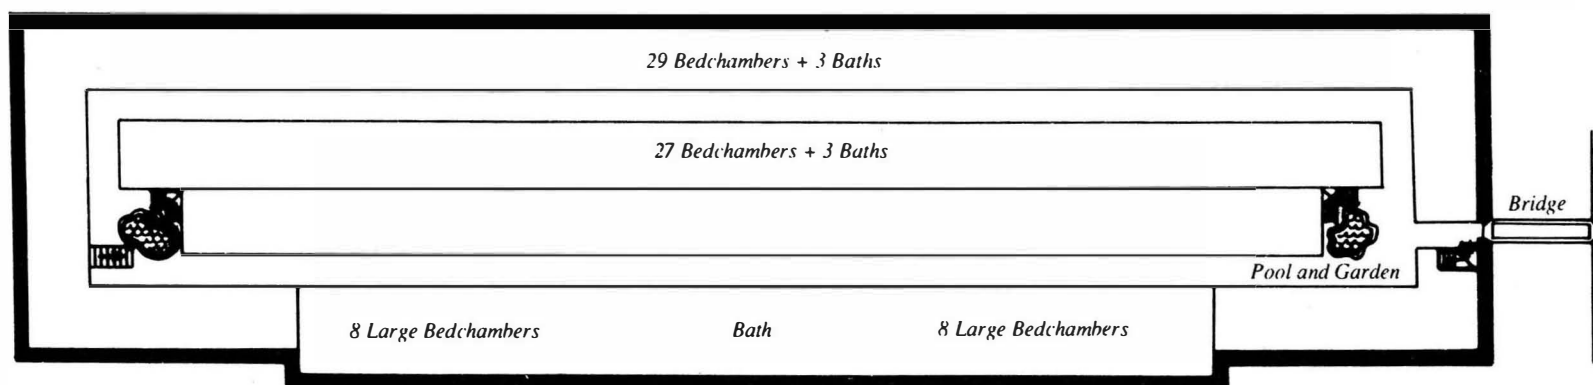 29 Bedchambers + 3 Baths
27 Bedchambers + 3 Baths
Bridge
Pool and Garden
8 Large Bedchambers
Bath
8 Large Bedchambers